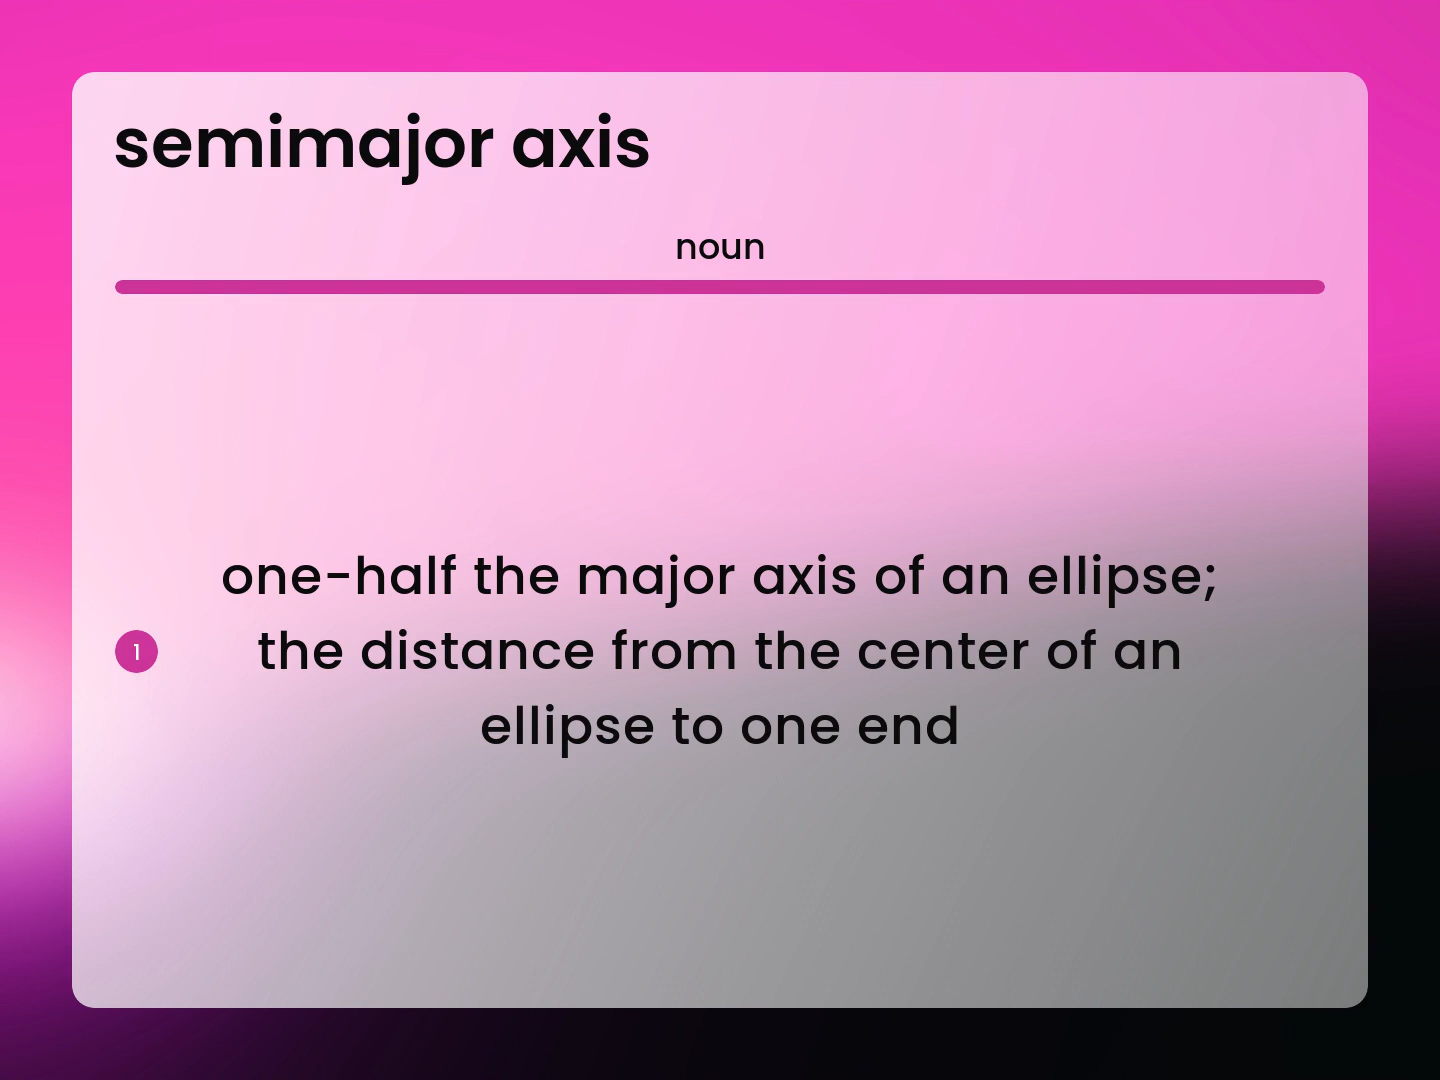 semimajor axis
noun
1
one-half the major axis of an ellipse;
the distance from the center of an
ellipse to one end